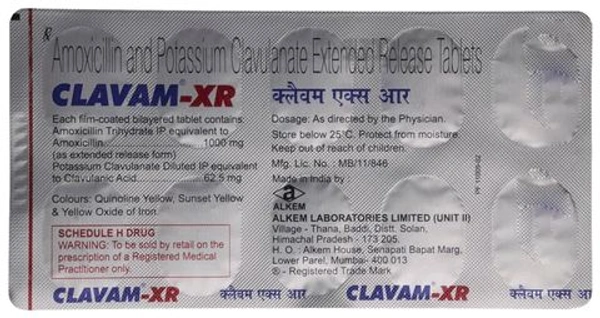 Rx
Amoxicillin and Potassium Clavulanate Extended Release Tablets
CLAVAM-XR
क्लैवम एक्स आर
Each film-coated bilayered tablet contains:
Amoxicillin Trihydrate IP equivalent to
Amoxicillin..................1000 mg
(as extended release form)
Potassium Clavulanate Diluted IP equivalent
to Clavulanic Acid..................62.5 mg
Colours: Quinoline Yellow, Sunset Yellow
& Yellow Oxide of Iron.
SCHEDULE H DRUG
WARNING: To be sold by retail on the
prescription of a Registered Medical
Practitioner only.
Dosage: As directed by the Physician.
Store below 25°C. Protect from moisture.
Keep out of reach of children.
Mfg. Lic. No. : MB/11/846
Made in India by :
a
ALKEM
ALKEM LABORATORIES LIMITED (UNIT II)
Village - Thana, Baddi, Distt. Solan,
Himachal Pradesh - 173 205.
H. O. : Alkem House, Senapati Bapat Marg,
Lower Parel, Mumbai- 400 013
® - Registered Trade Mark
CLAVAM-XR क्लैवम एक्स आर CLAVAM-XR क्लैवम एक्स